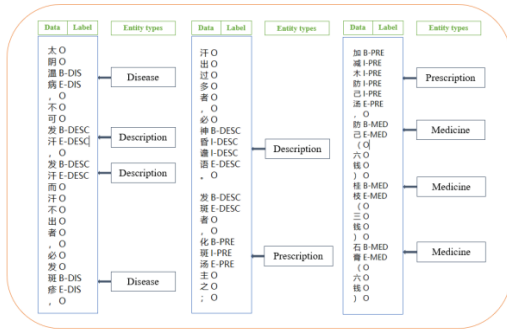 Data Label Entity types
太 O
阴 O
温 B-DIS
病 E-DIS
， O
不 O
可 O
发 B-DESC
汗 E-DESC
， O
发 B-DESC
汗 E-DESC
而 O
汗 O
不 O
出 O
者 O
， O
必 O
发 O
斑 B-DIS
疹 E-DIS
， O
Disease
Description
Description
Disease
Data Label Entity types
汗 O
出 O
过 O
多 O
者 O
， O
必 O
神 B-DESC
昏 I-DESC
谵 I-DESC
语 E-DESC
。 O
发 B-DESC
斑 E-DESC
者 O
， O
化 B-PRE
斑 I-PRE
汤 E-PRE
主 O
之 O
； O
Description
Prescription
Data Label Entity types
加 B-PRE
减 I-PRE
木 I-PRE
防 I-PRE
己 I-PRE
汤 E-PRE
， O
防 B-MED
己 E-MED
（ O
六 O
钱 O
） O
桂 B-MED
枝 E-MED
（ O
三 O
钱 O
） O
石 B-MED
膏 E-MED
（ O
六 O
钱 O
） O
Prescription
Medicine
Medicine
Medicine